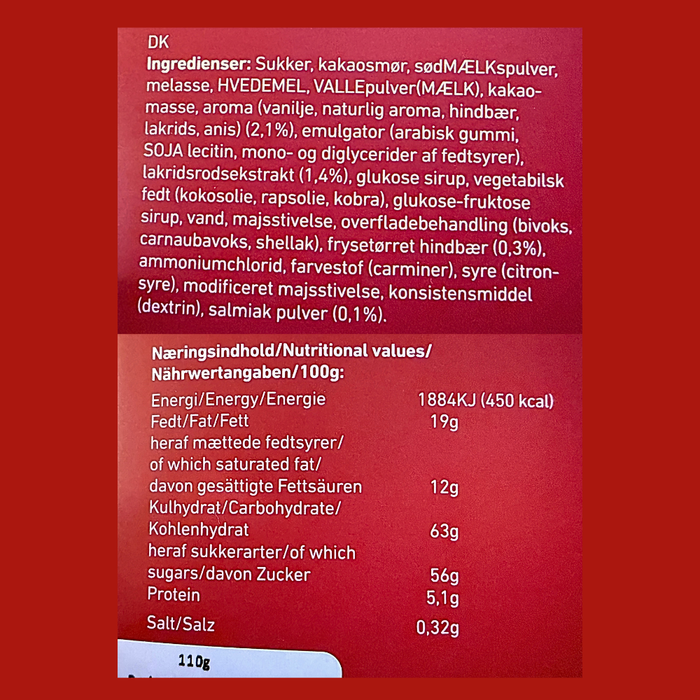 DK
Ingredienser: Sukker, kakaosmør, sødMÆLKspulver,
melasse, HVEDEMEL, VALLEpulver(MÆLK), kakao-
masse, aroma (vanilje, naturlig aroma, hindbær,
lakrids, anis) (2,1%), emulgator (arabisk gummi,
SOJA lecitin, mono- og diglycerider af fedtsyrer),
lakridsrodsekstrakt (1,4%), glukose sirup, vegetabilsk
fedt (kokosolie, rapsolie, kobra), glukose-fruktose
sirup, vand, majsstivelse, overfladebehandling (bivoks,
carnaubavoks, shellak), frysetørret hindbær (0,3%),
ammoniumchlorid, farvestof (carminer), syre (citron-
syre), modificeret majsstivelse, konsistensmiddel
(dextrin), salmiak pulver (0,1%).
Næringsindhold/Nutritional values/
Nährwertangaben/100g:
Energi/Energy/Energie 1884KJ (450 kcal)
Fedt/Fat/Fett 19g
heraf mættede fedtsyrer/
of which saturated fat/
davon gesättigte Fettsäuren 12g
Kulhydrat/Carbohydrate/
Kohlenhydrat 63g
heraf sukkerarter/of which
sugars/davon Zucker 56g
Protein 5,1g
Salt/Salz 0,32g
110g